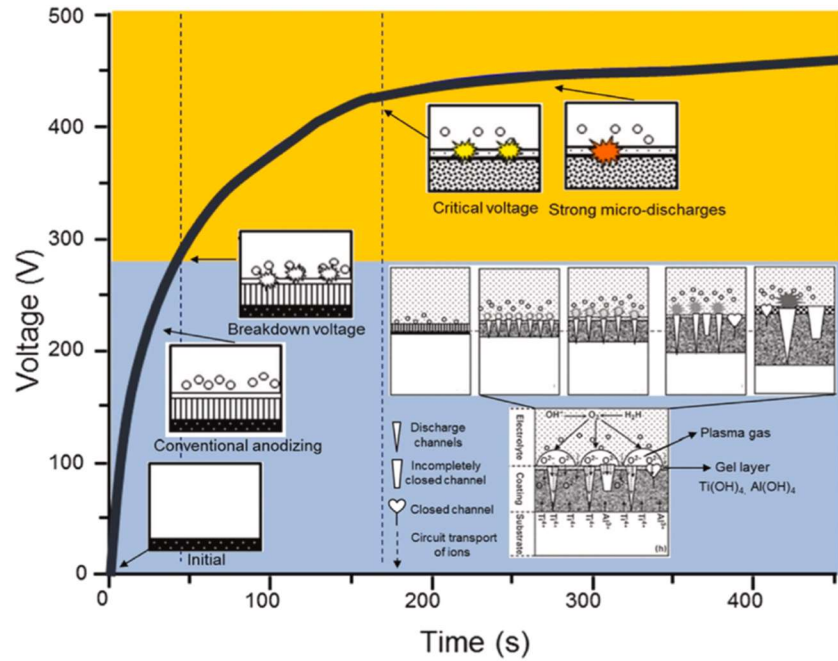 500
400
300
200
100
0
Voltage (V)
0
100
200
300
400
Time (s)
Critical voltage
Strong micro-discharges
Breakdown voltage
Conventional anodizing
Initial
Discharge
channels
Incompletely
closed channel
Closed channel
Circuit transport
of ions
Electrolyte
Coating
Substrate
OH⁻
O₂
H₂H
Plasma gas
Gel layer
Ti(OH)₄, Al(OH)₄
(h)